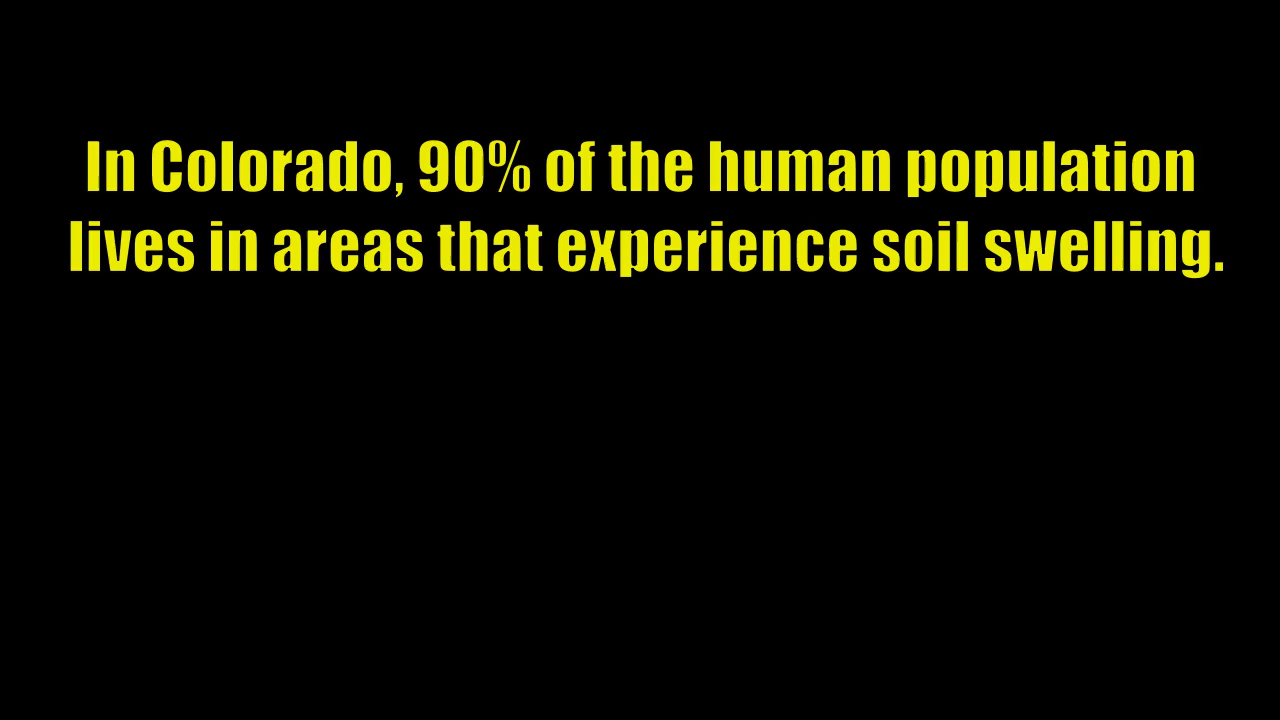 In Colorado, 90% of the human population
lives in areas that experience soil swelling.